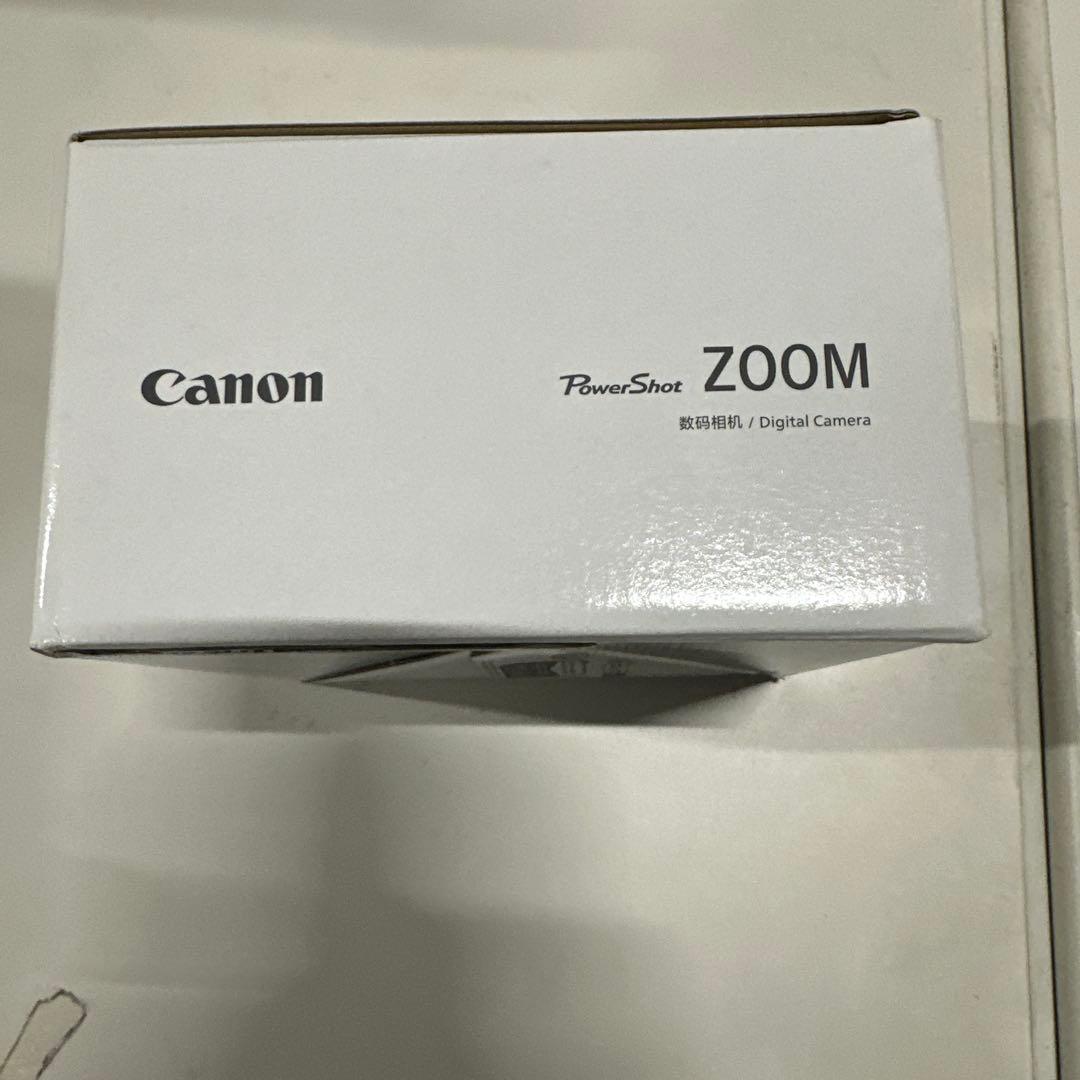 Canon
PowerShot ZOOM
数码相机 / Digital Camera